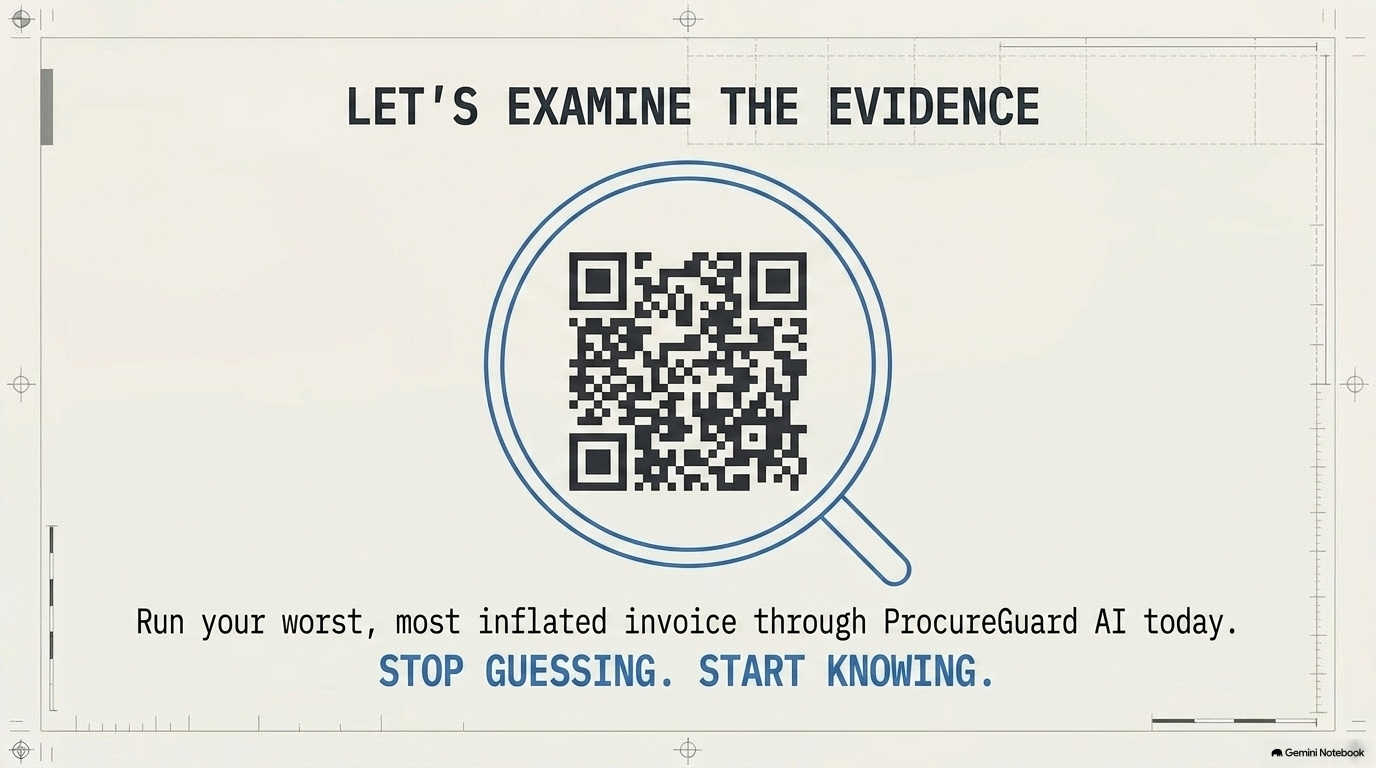 LET'S EXAMINE THE EVIDENCE
Run your worst, most inflated invoice through ProcureGuard AI today.
STOP GUESSING. START KNOWING.
Gemini Notebook